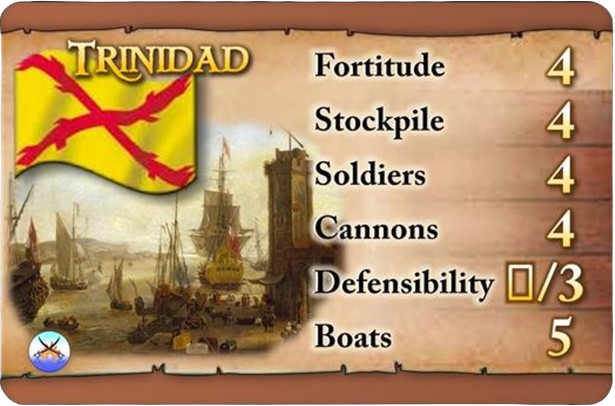 TRINIDAD
Fortitude 4
Stockpile 4
Soldiers 4
Cannons 4
Defensibility ▯/3
Boats 5